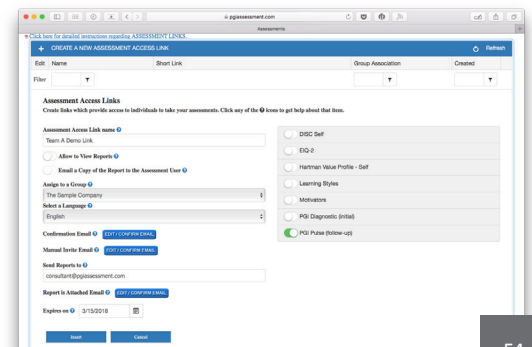 pgiassessment.com
Assessments
? Click here for detailed instructions regarding ASSESSMENT LINKS.
+ CREATE A NEW ASSESSMENT ACCESS LINK Refresh
Edit Name Short Link Group Association Created
Filter
Assessment Access Links
Create links which provide access to individuals to take your assessments. Click any of the ? icons to get help about that item.
Assessment Access Link name ?
Team A Demo Link
Allow to View Reports ?
Email a Copy of the Report to the Assessment User ?
Assign to a Group ?
The Sample Company
Select a Language ?
English
Confirmation Email ? EDIT / CONFIRM EMAIL
Manual Invite Email ? EDIT / CONFIRM EMAIL
Send Reports to ?
consultant@pgiassessment.com
Report is Attached Email ? EDIT / CONFIRM EMAIL
Expires on ? 3/15/2018
Insert Cancel
DISC Self
EIQ-2
Hartman Value Profile - Self
Learning Styles
Motivators
PGI Diagnostic (initial)
PGI Pulse (follow-up)